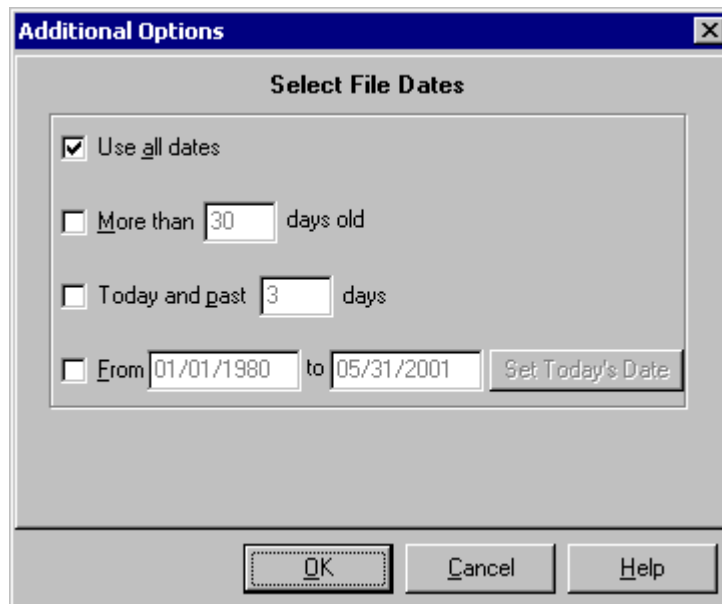 Additional Options
Select File Dates
Use all dates
More than 30 days old
Today and past 3 days
From 01/01/1980 to 05/31/2001 Set Today's Date
OK Cancel Help